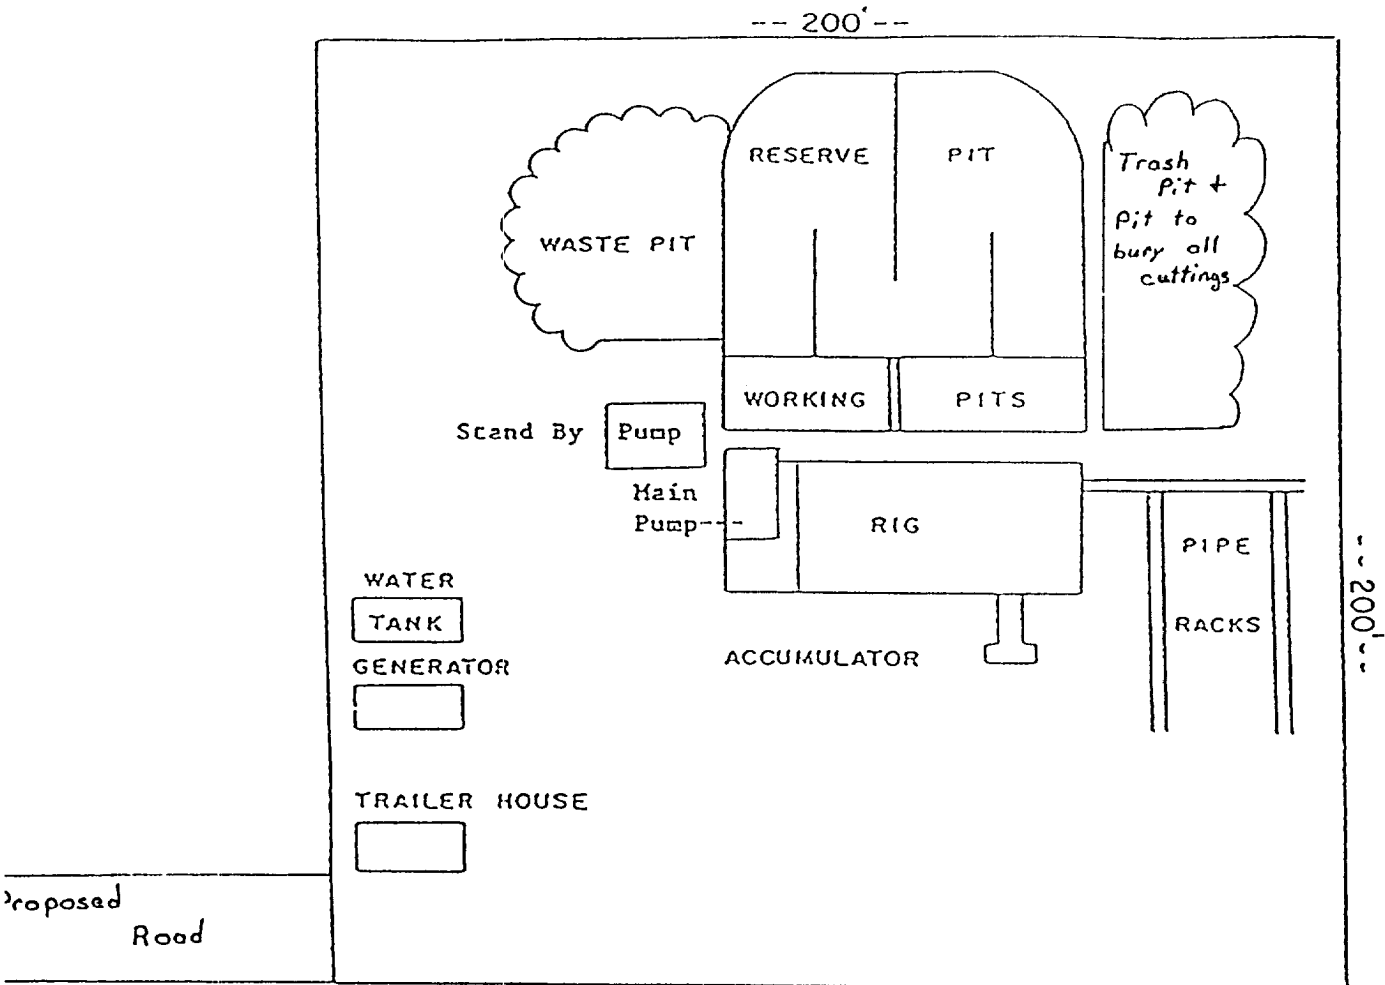 -- 200' --
RESERVE PIT
Trash
Pit +
Pit to
bury all
cuttings
WASTE PIT
WORKING PITS
Stand By Pump
Main
Pump--
RIG
PIPE
RACKS
-- 200' --
WATER
TANK
GENERATOR
ACCUMULATOR
TRAILER HOUSE
Proposed
Road